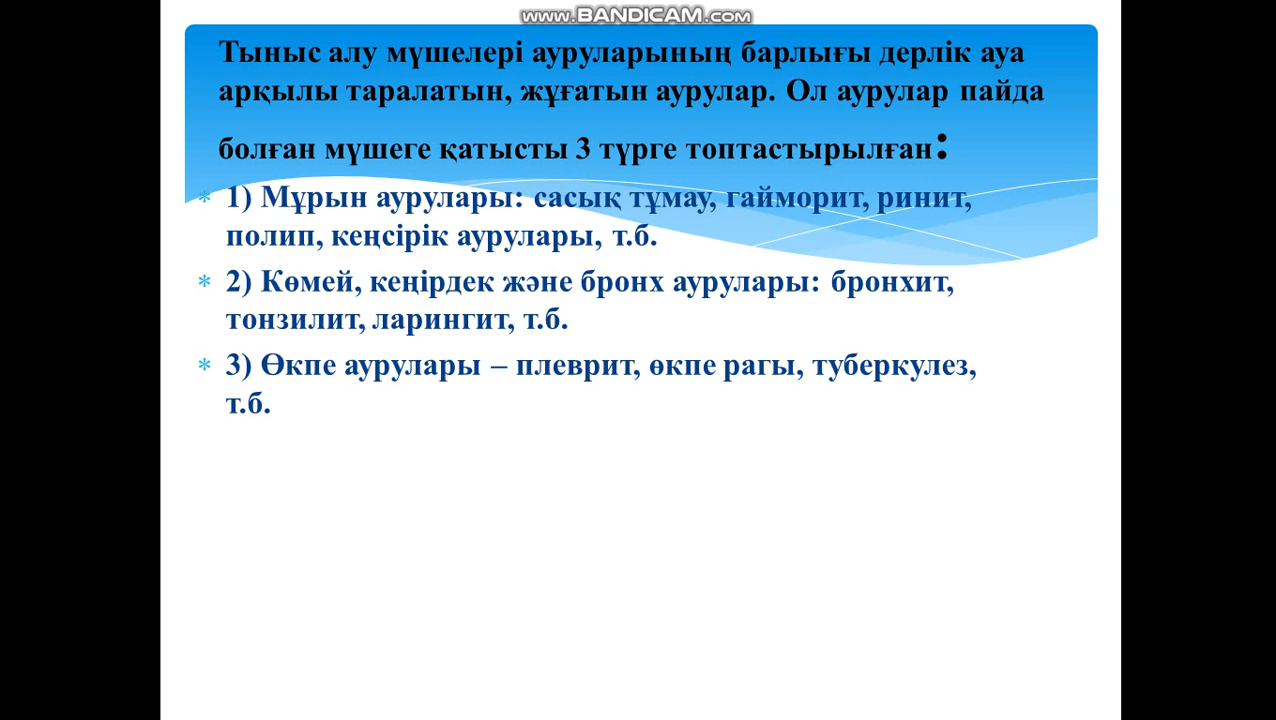 www.BANDICAM.com
Тыныс алу мүшелері ауруларының барлығы дерлік ауа
арқылы таралатын, жұғатын аурулар. Ол аурулар пайда
болған мүшеге қатысты 3 түрге топтастырылған:
* 1) Мұрын аурулары: сасық тұмау, гайморит, ринит,
полип, кеңсірік аурулары, т.б.
* 2) Көмей, кеңірдек және бронх аурулары: бронхит,
тонзилит, ларингит, т.б.
* 3) Өкпе аурулары – плеврит, өкпе рагы, туберкулез,
т.б.